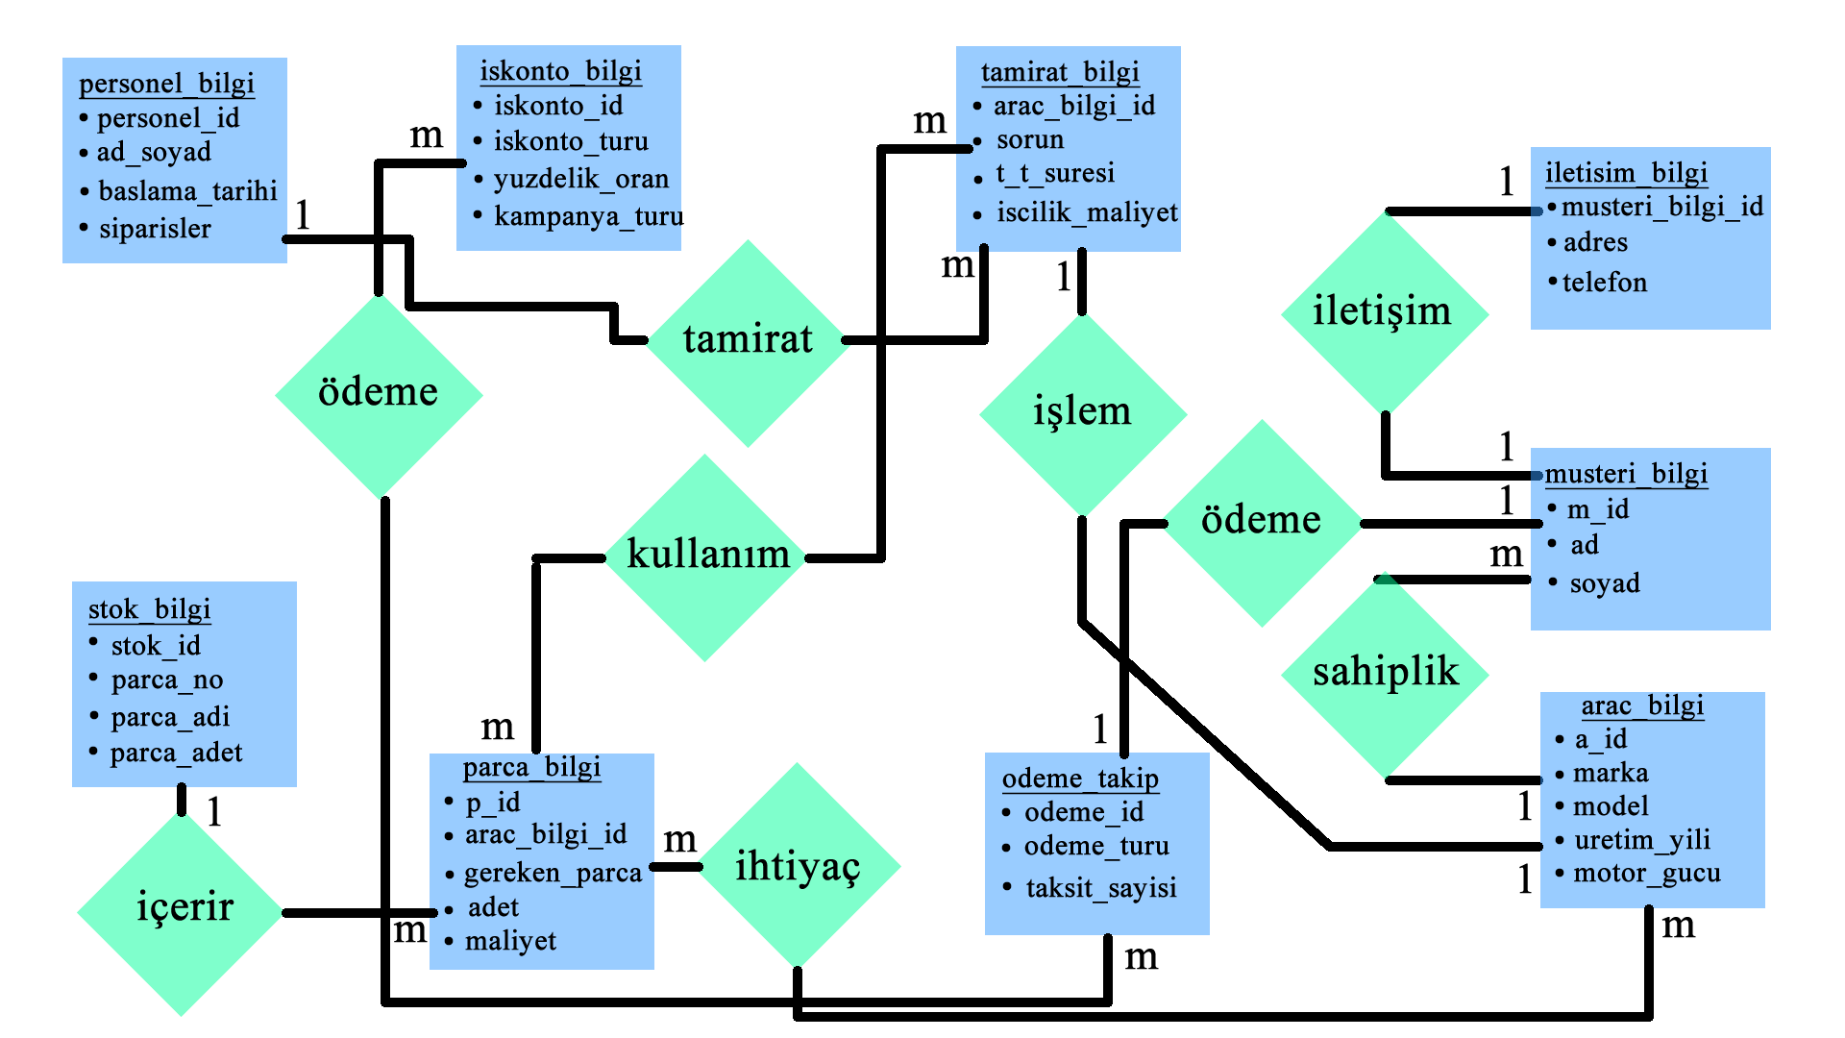 personel_bilgi
• personel_id
• ad_soyad
• baslama_tarihi
• siparisler
1
iskonto_bilgi
• iskonto_id
• iskonto_turu
• yuzdelik_oran
• kampanya_turu
m
tamirat_bilgi
• arac_bilgi_id
• sorun
• t_t_suresi
• iscilik_maliyet
m
m
1
iletisim_bilgi
• musteri_bilgi_id
• adres
• telefon
1
iletişim
tamirat
ödeme
işlem
1
musteri_bilgi
• m_id
• ad
• soyad
1
m
ödeme
kullanım
sahiplik
stok_bilgi
• stok_id
• parca_no
• parca_adi
• parca_adet
1
m
parca_bilgi
• p_id
• arac_bilgi_id
• gereken_parca
• adet
• maliyet
m
m
içerir
ihtiyaç
1
odeme_takip
• odeme_id
• odeme_turu
• taksit_sayisi
m
arac_bilgi
• a_id
• marka
• model
• uretim_yili
• motor_gucu
1
1
m